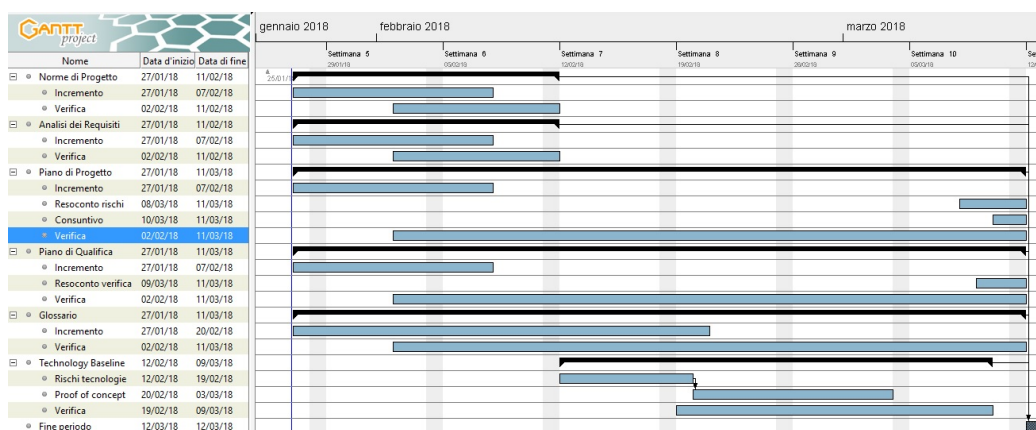 GANTT
project
gennaio 2018 febbraio 2018 marzo 2018
Settimana 5 Settimana 6 Settimana 7 Settimana 8 Settimana 9 Settimana 10
29/01/18 05/02/18 12/02/18 19/02/18 26/02/18 05/03/18
Nome Data d'inizio Data di fine
Norme di Progetto 27/01/18 11/02/18
Incremento 27/01/18 07/02/18
Verifica 02/02/18 11/02/18
Analisi dei Requisiti 27/01/18 11/02/18
Incremento 27/01/18 07/02/18
Verifica 02/02/18 11/02/18
Piano di Progetto 27/01/18 11/03/18
Incremento 27/01/18 07/02/18
Resoconto rischi 08/03/18 11/03/18
Consuntivo 10/03/18 11/03/18
Verifica 02/02/18 11/03/18
Piano di Qualifica 27/01/18 11/03/18
Incremento 27/01/18 07/02/18
Resoconto verifica 09/03/18 11/03/18
Verifica 02/02/18 11/03/18
Glossario 27/01/18 11/03/18
Incremento 27/01/18 20/02/18
Verifica 02/02/18 11/03/18
Technology Baseline 12/02/18 09/03/18
Rischi tecnologie 12/02/18 19/02/18
Proof of concept 20/02/18 03/03/18
Verifica 19/02/18 09/03/18
Fine periodo 12/03/18 12/03/18